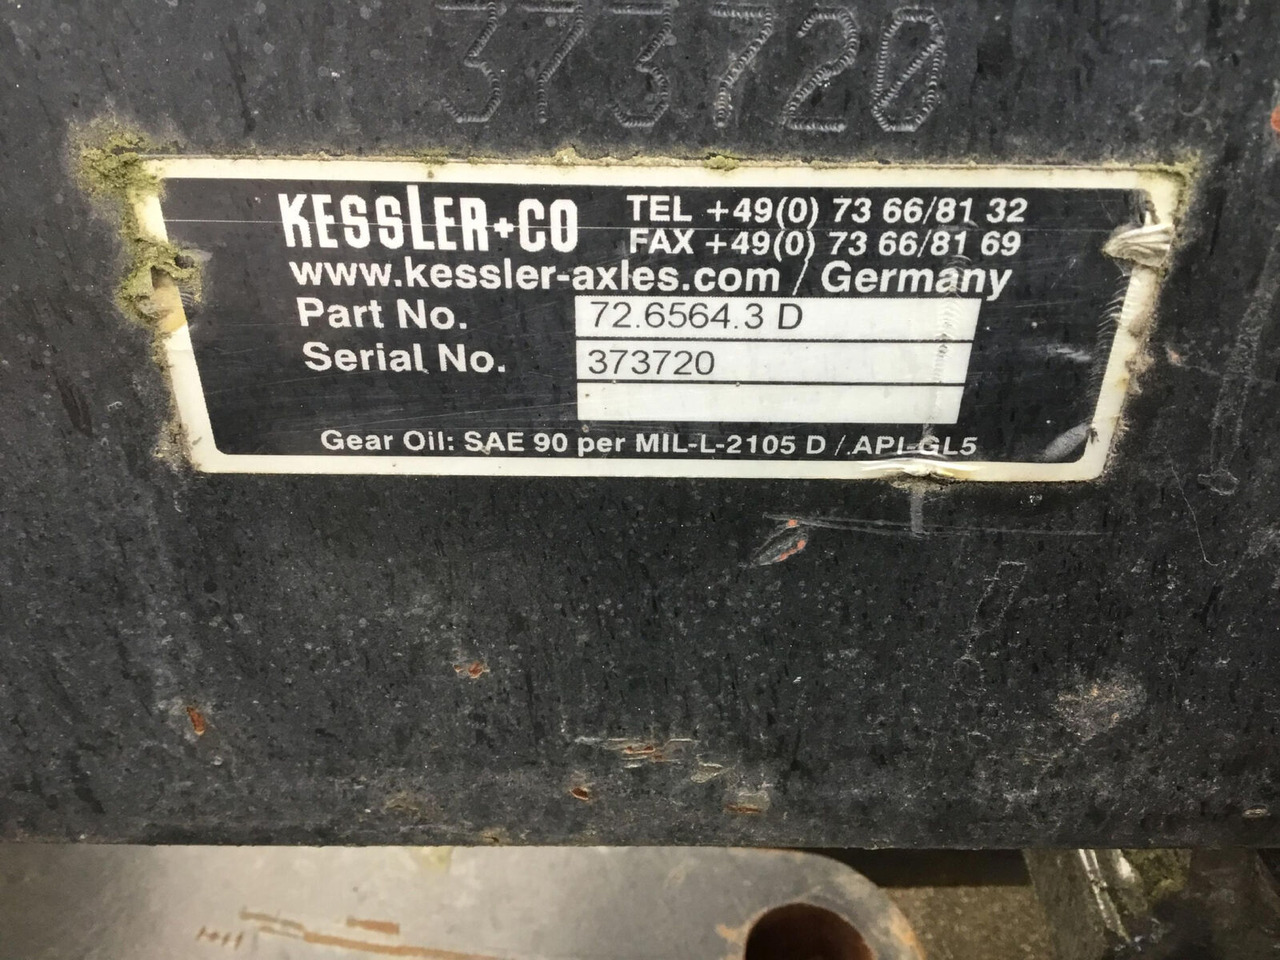 373720
KESSLER+CO
TEL +49(0) 73 66/81 32
FAX +49(0) 73 66/81 69
www.kessler-axles.com / Germany
Part No. 72.6564.3 D
Serial No. 373720
Gear Oil: SAE 90 per MIL-L-2105 D / API-GL5